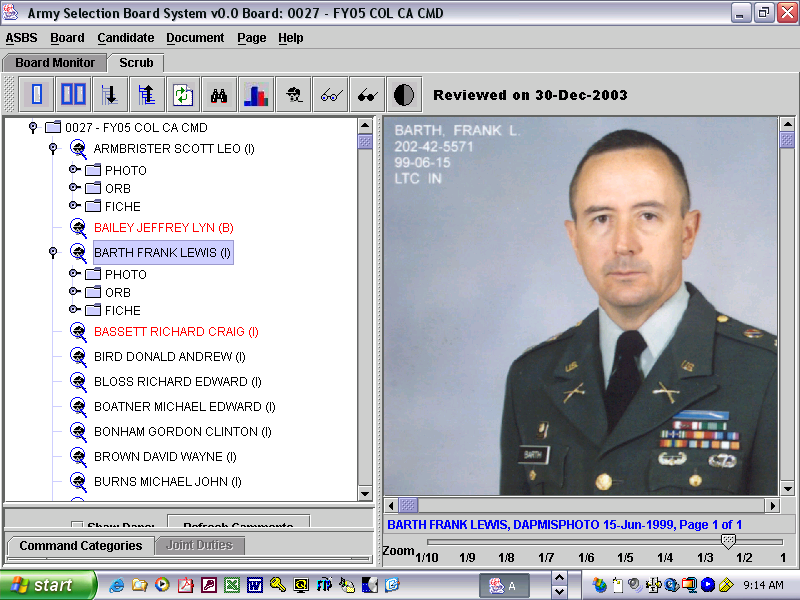 Army Selection Board System v0.0 Board: 0027 - FY05 COL CA CMD
ASBS Board Candidate Document Page Help
Board Monitor Scrub
Reviewed on 30-Dec-2003
0027 - FY05 COL CA CMD
ARMBRISTER SCOTT LEO (I)
PHOTO
ORB
FICHE
BAILEY JEFFREY LYN (B)
BARTH FRANK LEWIS (I)
PHOTO
ORB
FICHE
BASSETT RICHARD CRAIG (I)
BIRD DONALD ANDREW (I)
BLOSS RICHARD EDWARD (I)
BOATNER MICHAEL EDWARD (I)
BONHAM GORDON CLINTON (I)
BROWN DAVID WAYNE (I)
BURNS MICHAEL JOHN (I)
Refresh Comments
Command Categories Joint Duties
BARTH, FRANK L.
202-42-5571
99-06-15
LTC IN
U.S. U.S.
BARTH
BARTH FRANK LEWIS, DAPMISPHOTO 15-Jun-1999, Page 1 of 1
Zoom 1/10 1/9 1/8 1/7 1/6 1/5 1/4 1/3 1/2 1
start A 9:14 AM